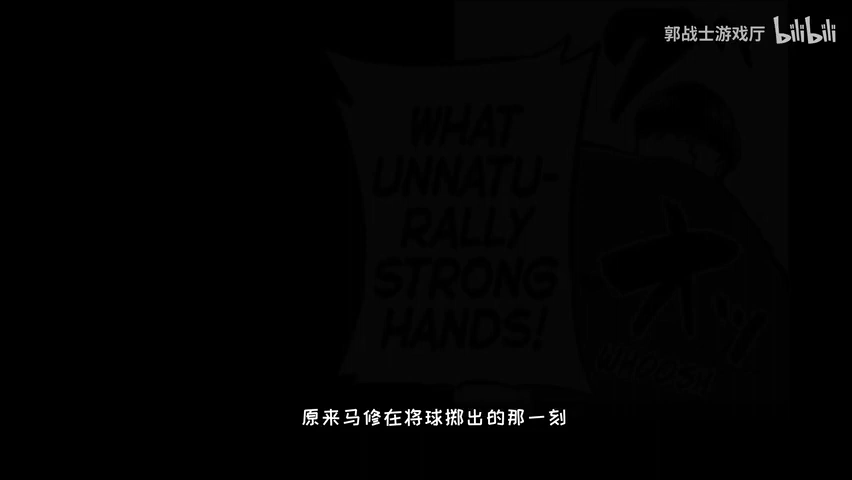 郭战士游戏厅 bilibili
WHAT
UNNATU-
RALLY
STRONG
HANDS!
WHOOSH
原来马修在将球掷出的那一刻